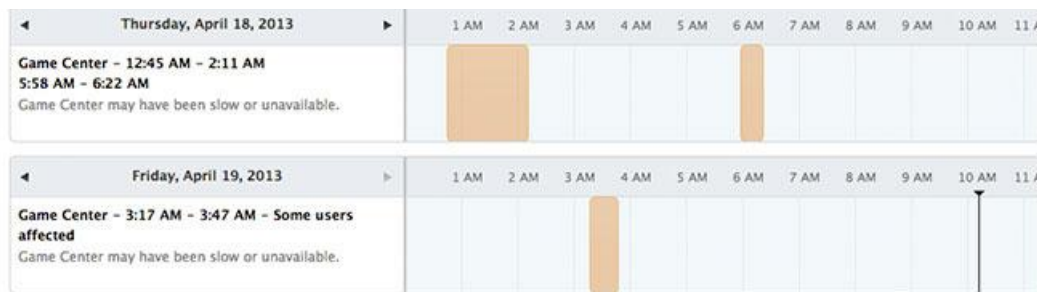 Thursday, April 18, 2013
1 AM 2 AM 3 AM 4 AM 5 AM 6 AM 7 AM 8 AM 9 AM 10 AM 11
Game Center – 12:45 AM – 2:11 AM
5:58 AM – 6:22 AM
Game Center may have been slow or unavailable.
Friday, April 19, 2013
1 AM 2 AM 3 AM 4 AM 5 AM 6 AM 7 AM 8 AM 9 AM 10 AM 11
Game Center – 3:17 AM – 3:47 AM – Some users
affected
Game Center may have been slow or unavailable.